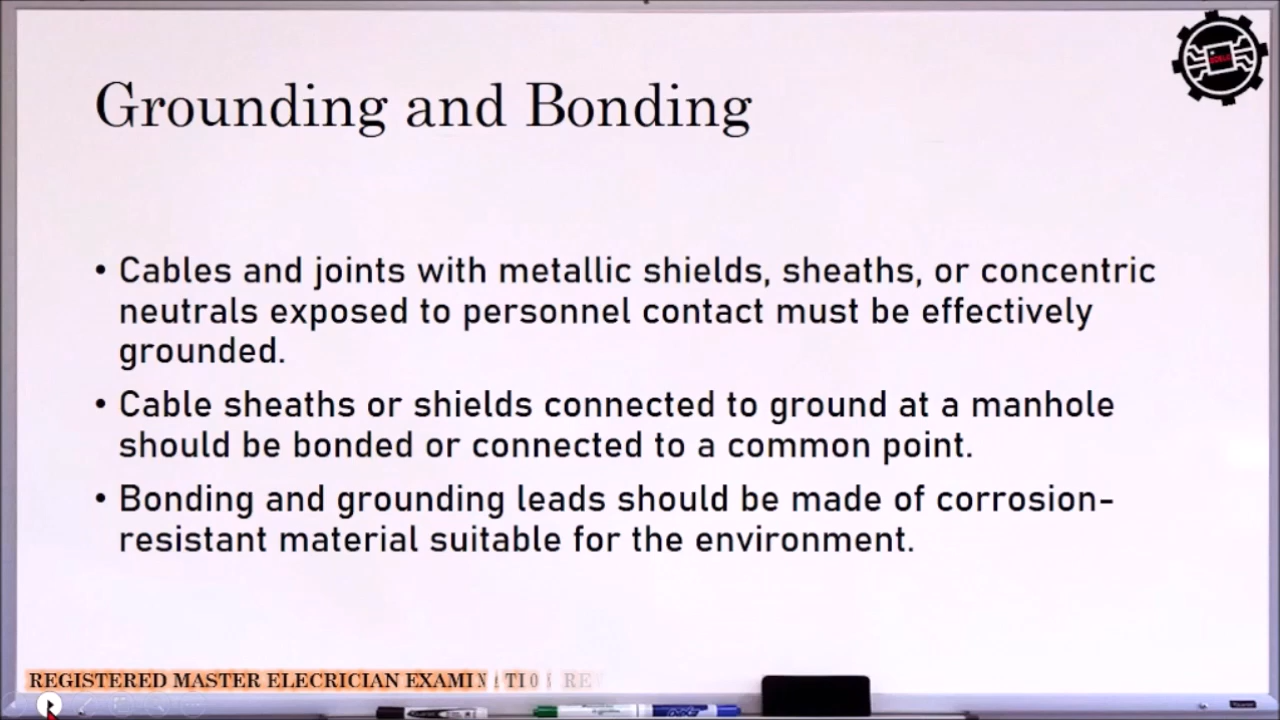 Grounding and Bonding
• Cables and joints with metallic shields, sheaths, or concentric
neutrals exposed to personnel contact must be effectively
grounded.
• Cable sheaths or shields connected to ground at a manhole
should be bonded or connected to a common point.
• Bonding and grounding leads should be made of corrosion-
resistant material suitable for the environment.
REGISTERED MASTER ELECRICIAN EXAMINATION RE